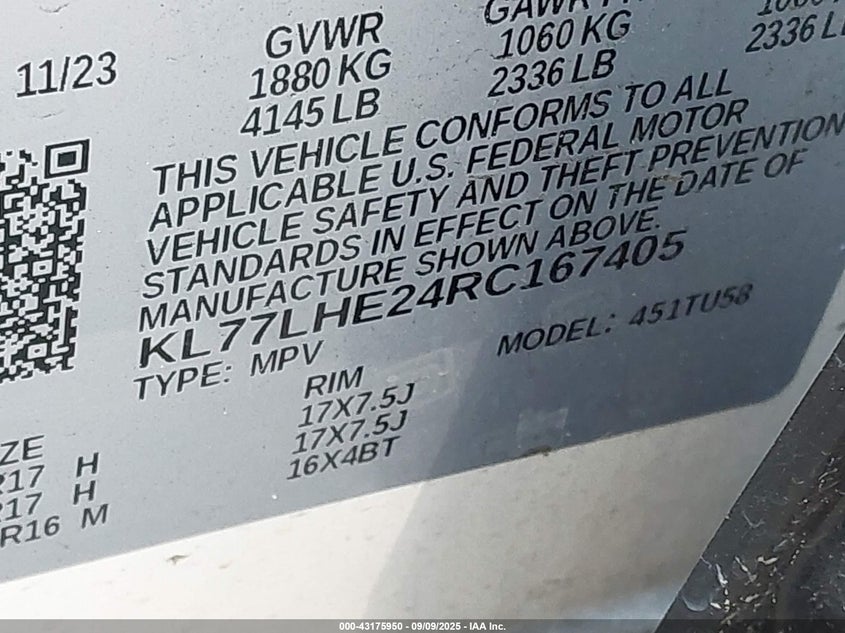 11/23
GVWR
1880 KG
4145 LB
GAWR
1060 KG
2336 LB
2336 L
THIS VEHICLE CONFORMS TO ALL
APPLICABLE U.S. FEDERAL MOTOR
VEHICLE SAFETY AND THEFT PREVENTION
STANDARDS IN EFFECT ON THE DATE OF
MANUFACTURE SHOWN ABOVE.
KL77LHE24RC167405
TYPE: MPV MODEL: 451TU58
ZE RIM
R17 H 17X7.5J
R17 H 17X7.5J
R16 M 16X4BT
000-43175950 - 09/09/2025 - IAA Inc.